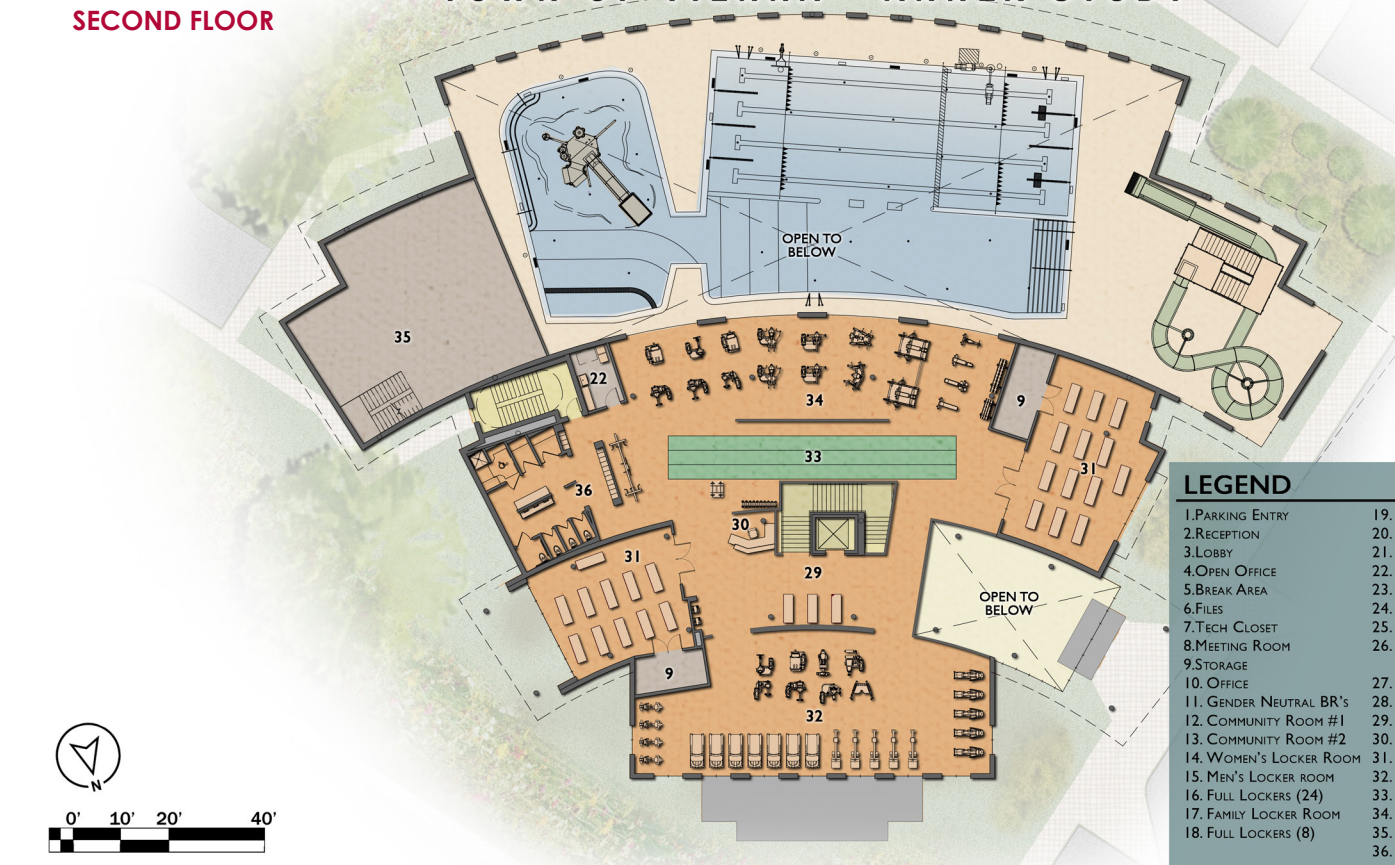 SECOND FLOOR
OPEN TO
BELOW
35
22
34
9
33
31
36
30
31
29
OPEN TO
BELOW
9
32
N
0' 10' 20' 40'
LEGEND
1.Parking Entry 19.
2.Reception 20.
3.Lobby 21.
4.Open Office 22.
5.Break Area 23.
6.Files 24.
7.Tech Closet 25.
8.Meeting Room 26.
9.Storage
10. Office 27.
11. Gender Neutral BR's 28.
12. Community Room #1 29.
13. Community Room #2 30.
14. Women's Locker Room 31.
15. Men's Locker room 32.
16. Full Lockers (24) 33.
17. Family Locker Room 34.
18. Full Lockers (8) 35.
36.